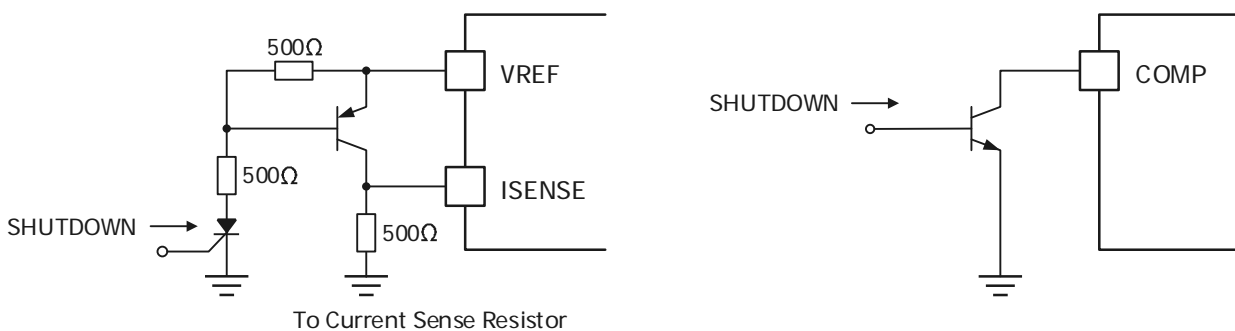 500Ω
VREF
500Ω
SHUTDOWN
ISENSE
500Ω
To Current Sense Resistor
SHUTDOWN
COMP